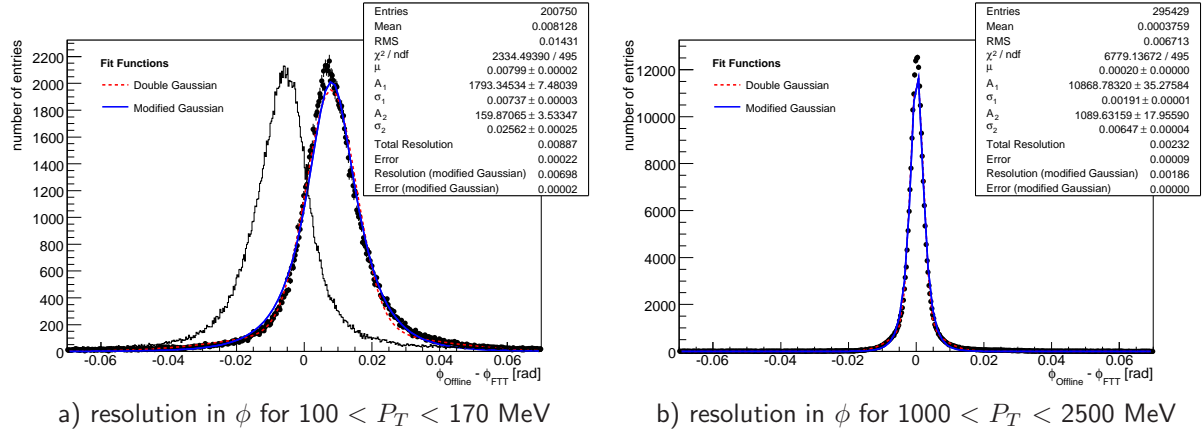 Entries 200750
Mean 0.008128
RMS 0.01431
χ² / ndf 2334.49390 / 495
μ 0.00799 ± 0.00002
A₁ 1793.34534 ± 7.48039
σ₁ 0.00737 ± 0.00003
A₂ 159.87065 ± 3.53347
σ₂ 0.02562 ± 0.00025
Total Resolution 0.00887
Error 0.00022
Resolution (modified Gaussian) 0.00698
Error (modified Gaussian) 0.00002
number of entries
2200
2000
1800
1600
1400
1200
1000
800
600
400
200
0
Fit Functions
Double Gaussian
Modified Gaussian
-0.06 -0.04 -0.02 0 0.02 0.04 0.06
ϕOffline - ϕFTT [rad]
a) resolution in ϕ for 100 < P_T < 170 MeV
Entries 295429
Mean 0.0003759
RMS 0.006713
χ² / ndf 6779.13672 / 495
μ 0.00020 ± 0.00000
A₁ 10868.78320 ± 35.27584
σ₁ 0.00191 ± 0.00001
A₂ 1089.63159 ± 17.95590
σ₂ 0.00647 ± 0.00004
Total Resolution 0.00232
Error 0.00009
Resolution (modified Gaussian) 0.00186
Error (modified Gaussian) 0.00000
number of entries
12000
10000
8000
6000
4000
2000
0
Fit Functions
Double Gaussian
Modified Gaussian
-0.06 -0.04 -0.02 0 0.02 0.04 0.06
ϕOffline - ϕFTT [rad]
b) resolution in ϕ for 1000 < P_T < 2500 MeV